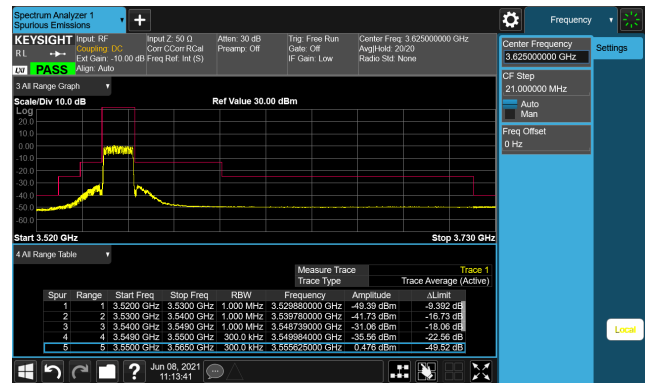 Spectrum Analyzer 1
Spurious Emissions
Frequency
KEYSIGHT Input: RF Input Z: 50 Ω Atten: 30 dB Trig: Free Run Center Freq: 3.625000000 GHz
RL Coupling: DC Corr CCorr RCal Preamp: Off Gate: Off Avg|Hold: 20/20
Ext Gain: -10.00 dB Freq Ref: Int (S) IF Gain: Low Radio Std: None
LXI PASS Align: Auto
Center Frequency
3.625000000 GHz
Settings
CF Step
21.000000 MHz
Auto
Man
Freq Offset
0 Hz
3 All Range Graph
Scale/Div 10.0 dB Ref Value 30.00 dBm
Log
20.0
10.0
0.00
-10.0
-20.0
-30.0
-40.0
-50.0
-60.0
Start 3.520 GHz Stop 3.730 GHz
4 All Range Table
Measure Trace Trace 1
Trace Type Trace Average (Active)
Spur Range Start Freq Stop Freq RBW Frequency Amplitude ΔLimit
1 1 3.5200 GHz 3.5300 GHz 1.000 MHz 3.529880000 GHz -49.39 dBm -9.392 dB
2 2 3.5300 GHz 3.5400 GHz 1.000 MHz 3.539780000 GHz -41.73 dBm -16.73 dB
3 3 3.5400 GHz 3.5490 GHz 1.000 MHz 3.548739000 GHz -31.06 dBm -18.06 dB
4 4 3.5490 GHz 3.5500 GHz 300.0 kHz 3.549984000 GHz -35.56 dBm -22.56 dB
5 5 3.5500 GHz 3.5650 GHz 300.0 kHz 3.555625000 GHz 0.476 dBm -49.52 dB
Local
Jun 08, 2021
11:13:41